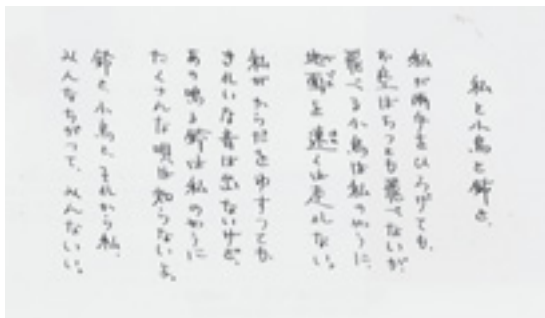 私と小鳥と鈴と
私が両手をひろげても、
お空はちっとも飛べないが、
飛べる小鳥は私のやうに、
地面を速くは走れない。
私がからだをゆすっても、
きれいな音は出ないけど、
あの鳴る鈴は私のやうに
たくさんな唄は知らないよ。
鈴と、小鳥と、それから私、
みんなちがって、みんないい。